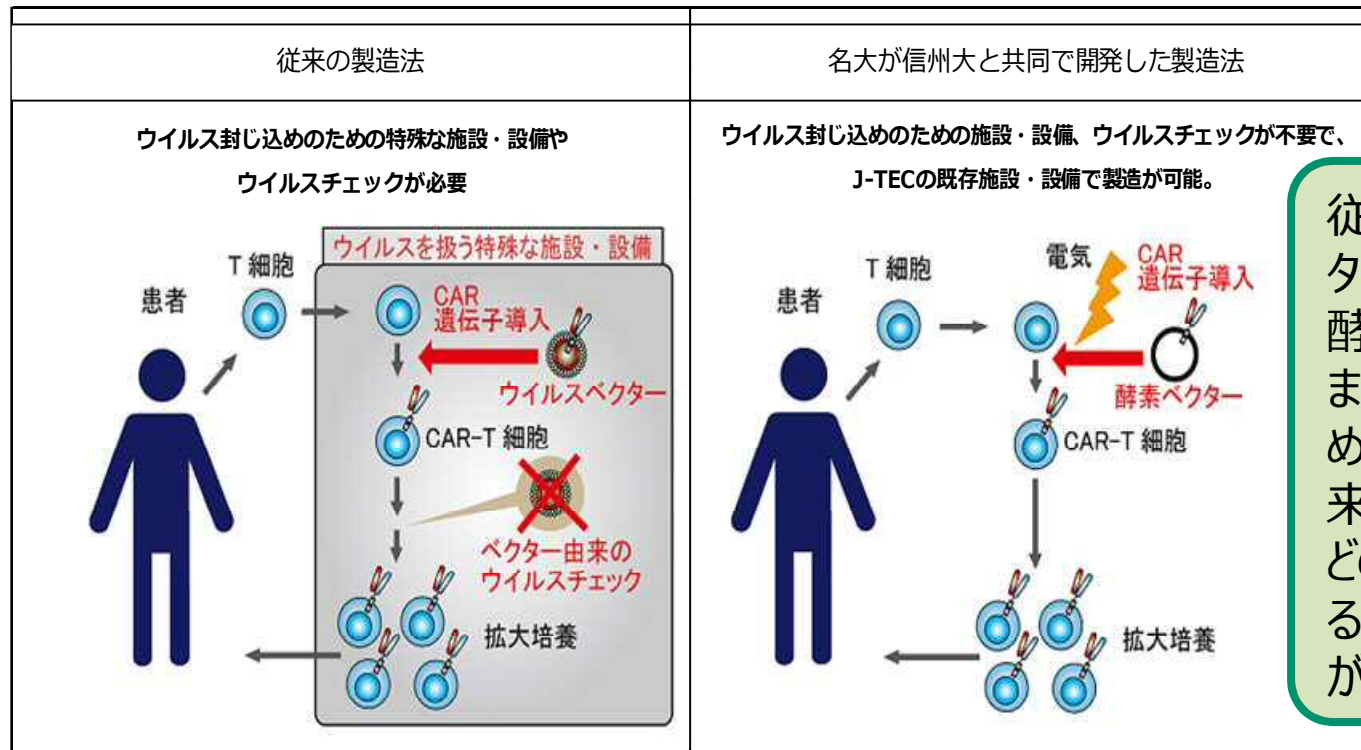 従来の製造法
ウイルス封じ込めのための特殊な施設・設備や
ウイルスチェックが必要
ウイルスを扱う特殊な施設・設備
T 細胞
患者
CAR
遺伝子導入
ウイルスベクター
CAR-T 細胞
ベクター由来の
ウイルスチェック
拡大培養
名大が信州大と共同で開発した製造法
ウイルス封じ込めのための施設・設備、ウイルスチェックが不要で、
J-TECの既存施設・設備で製造が可能。
T 細胞
患者
電気
CAR
遺伝子導入
酵素ベクター
CAR-T 細胞
拡大培養
従
タ
酵
ま
め
来
ど
る
が